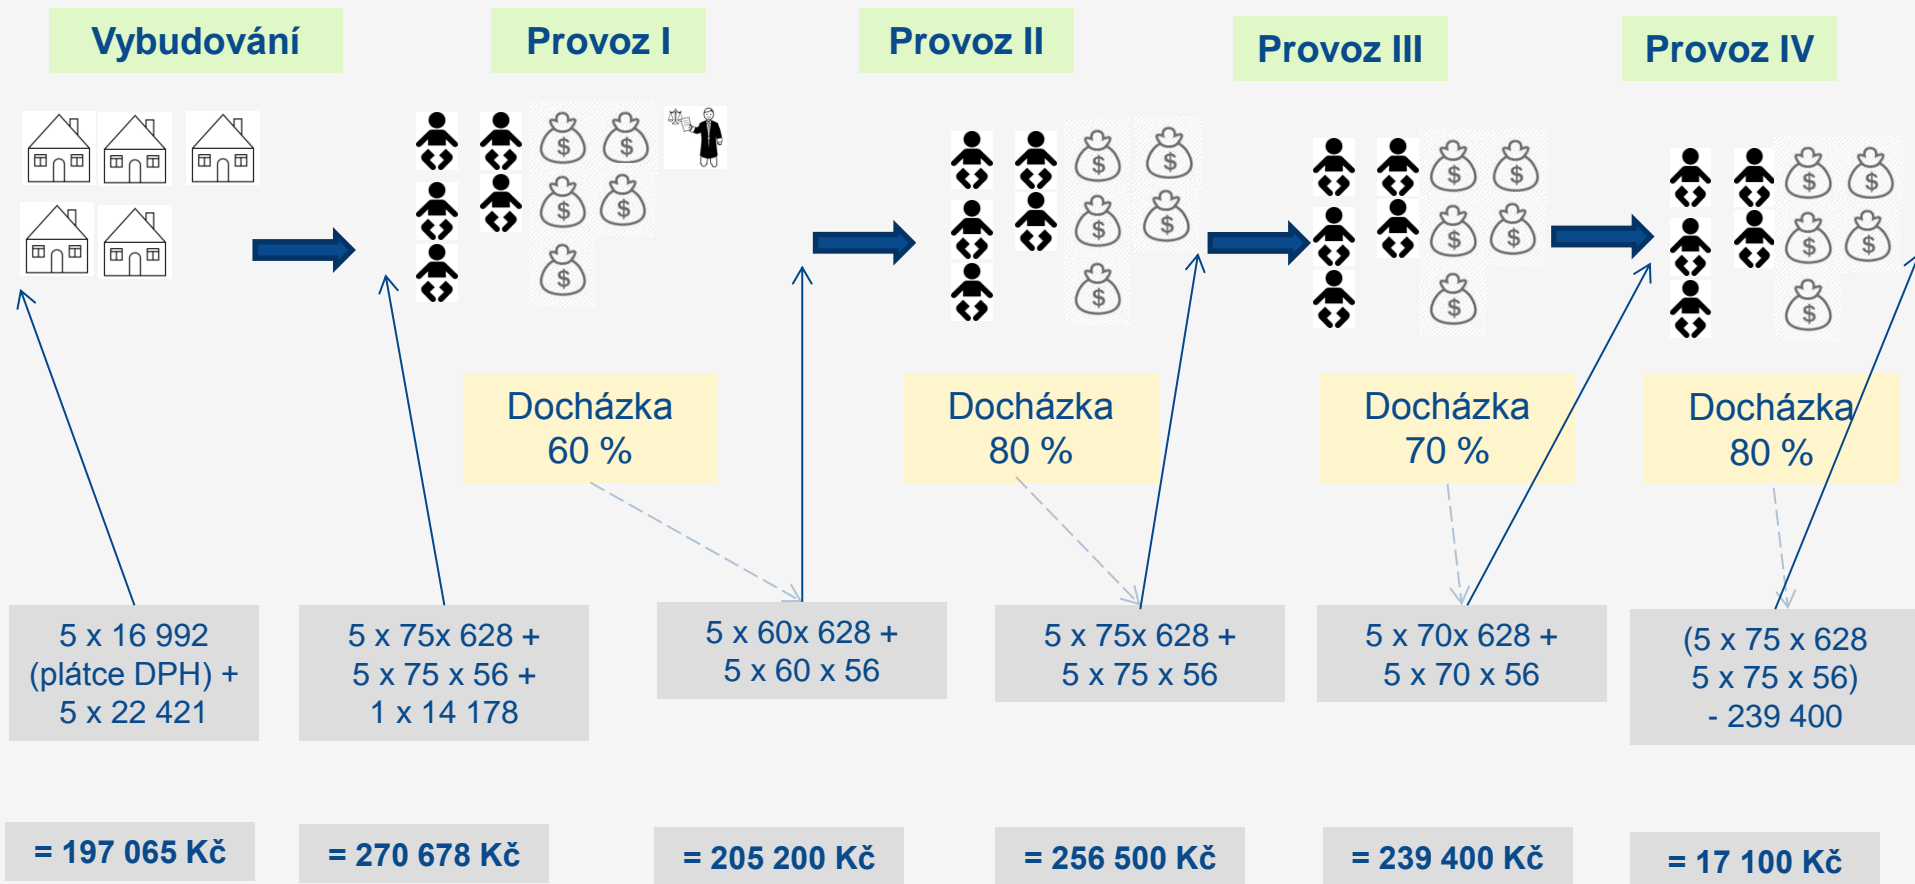 Vybudování
Provoz I
Provoz II
Provoz III
Provoz IV
$ $
$ $
$
$ $
$ $
$
$ $
$ $
$
$ $
$ $
$
Docházka
60 %
Docházka
80 %
Docházka
70 %
Docházka
80 %
5 x 16 992
(plátce DPH) +
5 x 22 421
5 x 75x 628 +
5 x 75 x 56 +
1 x 14 178
5 x 60x 628 +
5 x 60 x 56
5 x 75x 628 +
5 x 75 x 56
5 x 70x 628 +
5 x 70 x 56
(5 x 75 x 628
5 x 75 x 56)
- 239 400
= 197 065 Kč
= 270 678 Kč
= 205 200 Kč
= 256 500 Kč
= 239 400 Kč
= 17 100 Kč